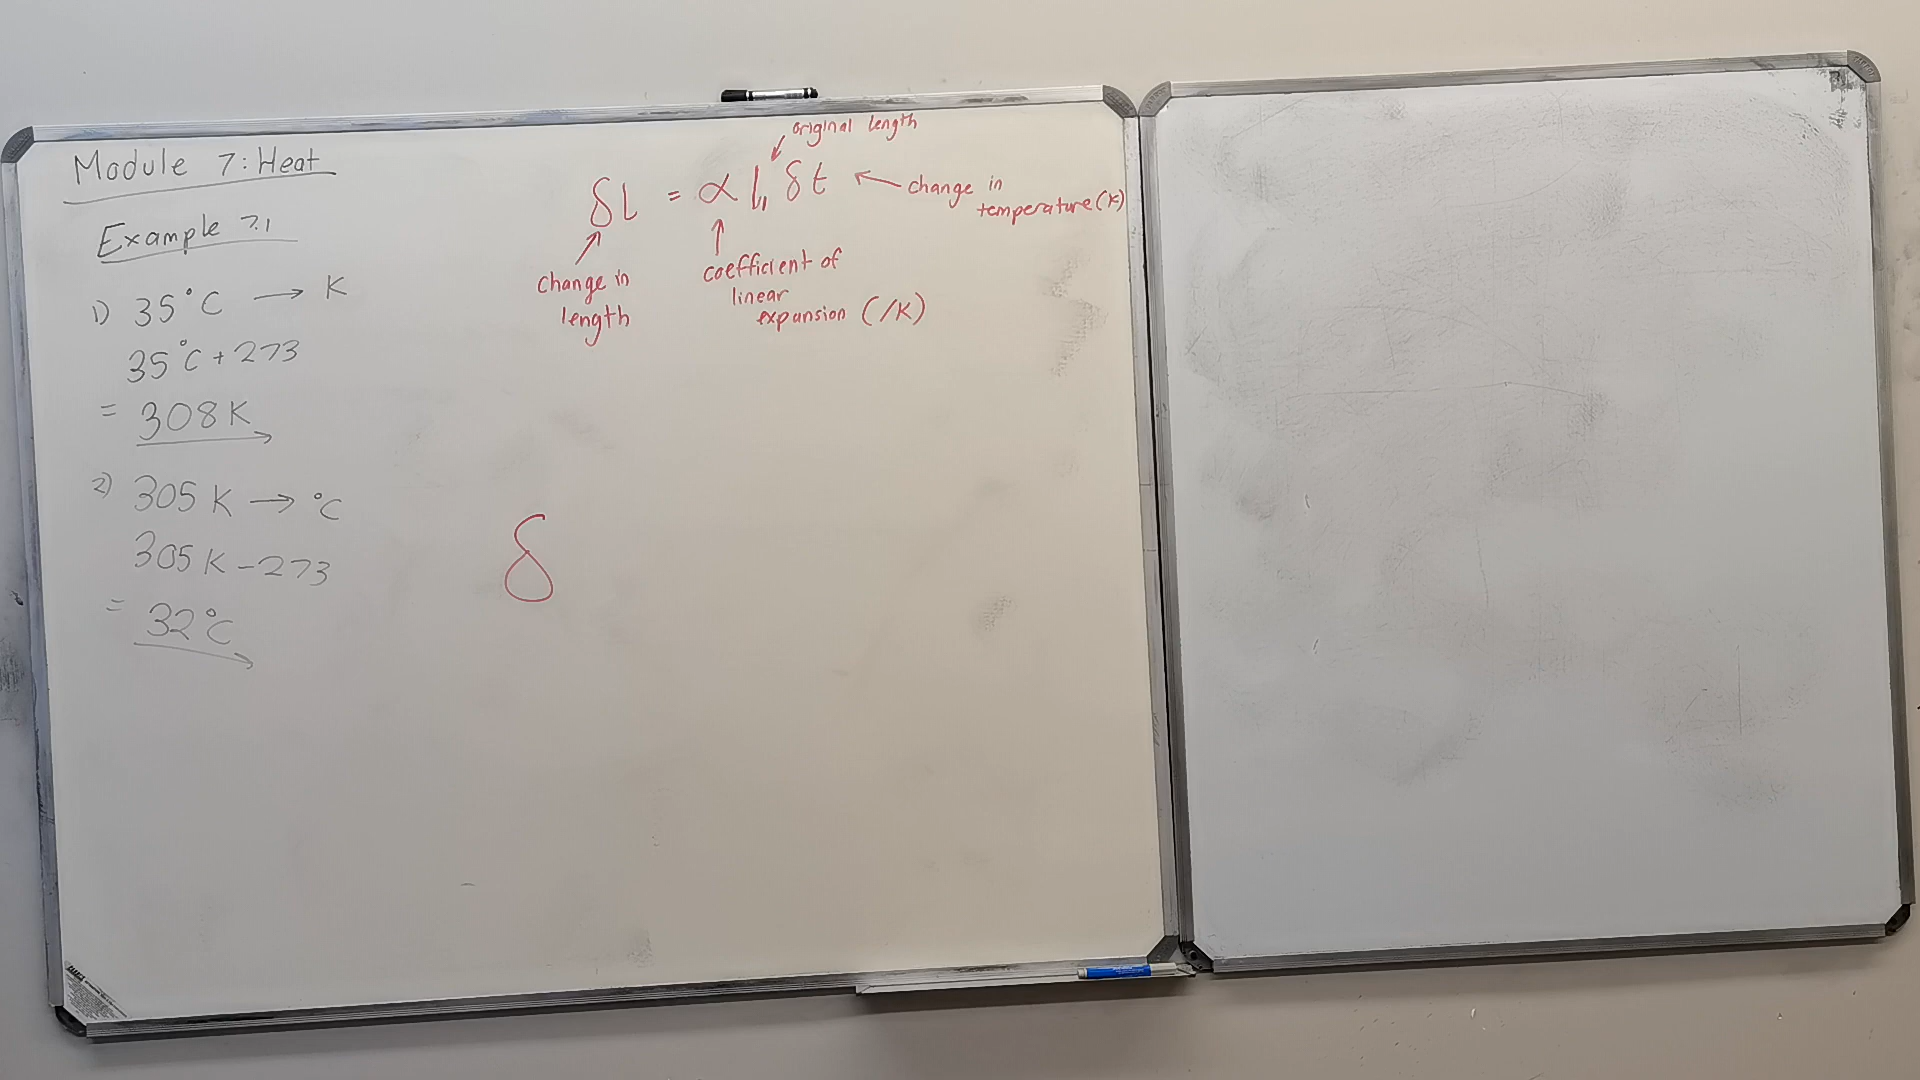 Module 7: Heat
Example 7.1
1) 35°C → K
35°C + 273
= 308K
2) 305 K → °C
305 K - 273
= 32°C
original length
δL = α l₁ δt
change in
temperature (K)
change in
length
coefficient of
linear
expansion (/K)
δ